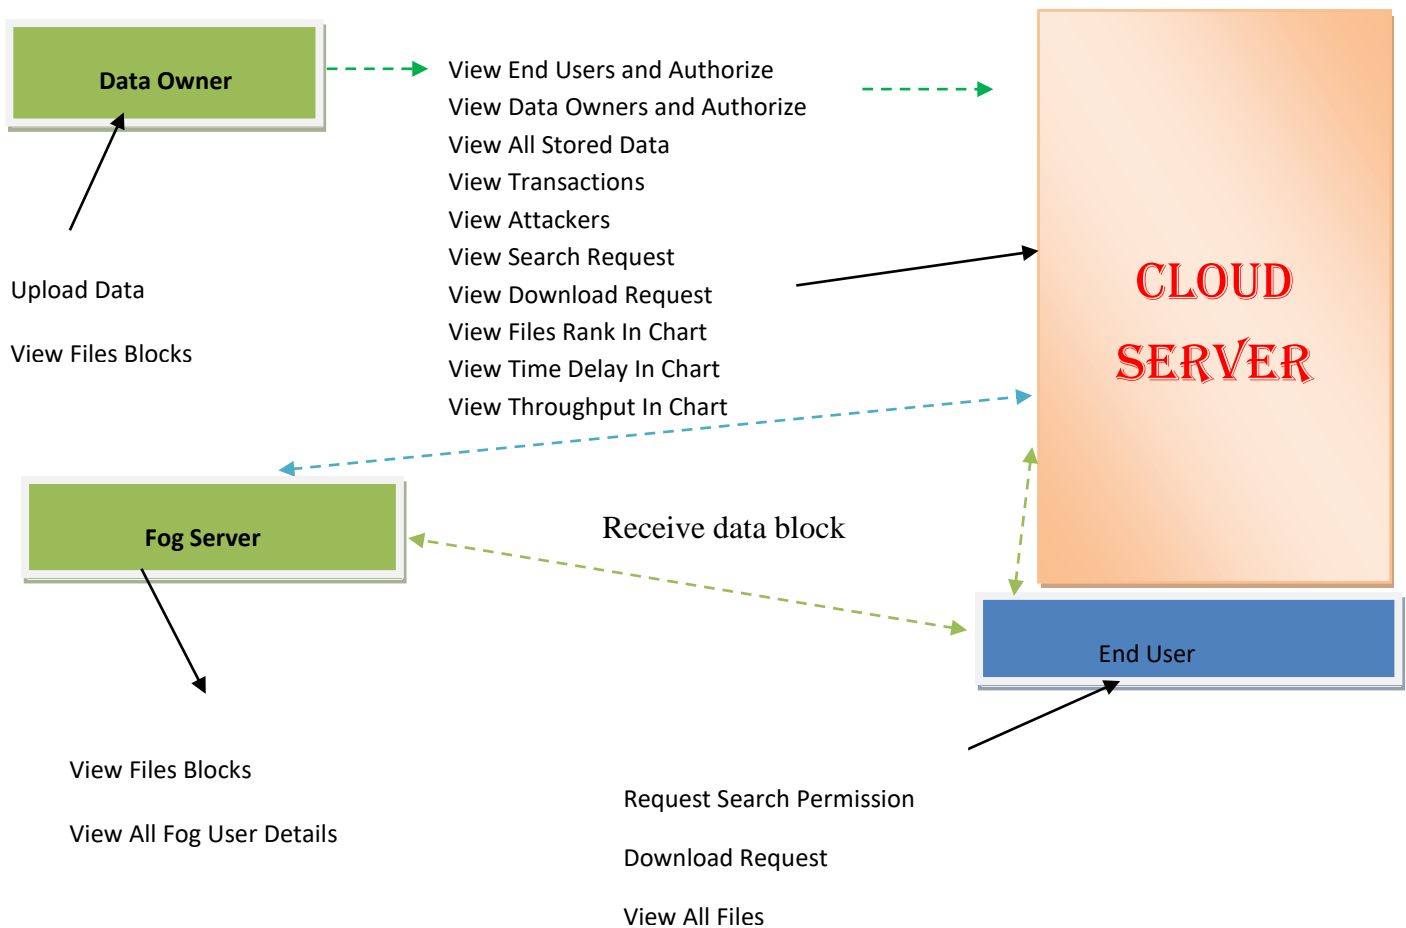 Data Owner
View End Users and Authorize
View Data Owners and Authorize
View All Stored Data
View Transactions
View Attackers
View Search Request
View Download Request
View Files Rank In Chart
View Time Delay In Chart
View Throughput In Chart
Upload Data
View Files Blocks
CLOUD
SERVER
Fog Server
Receive data block
End User
View Files Blocks
View All Fog User Details
Request Search Permission
Download Request
View All Files